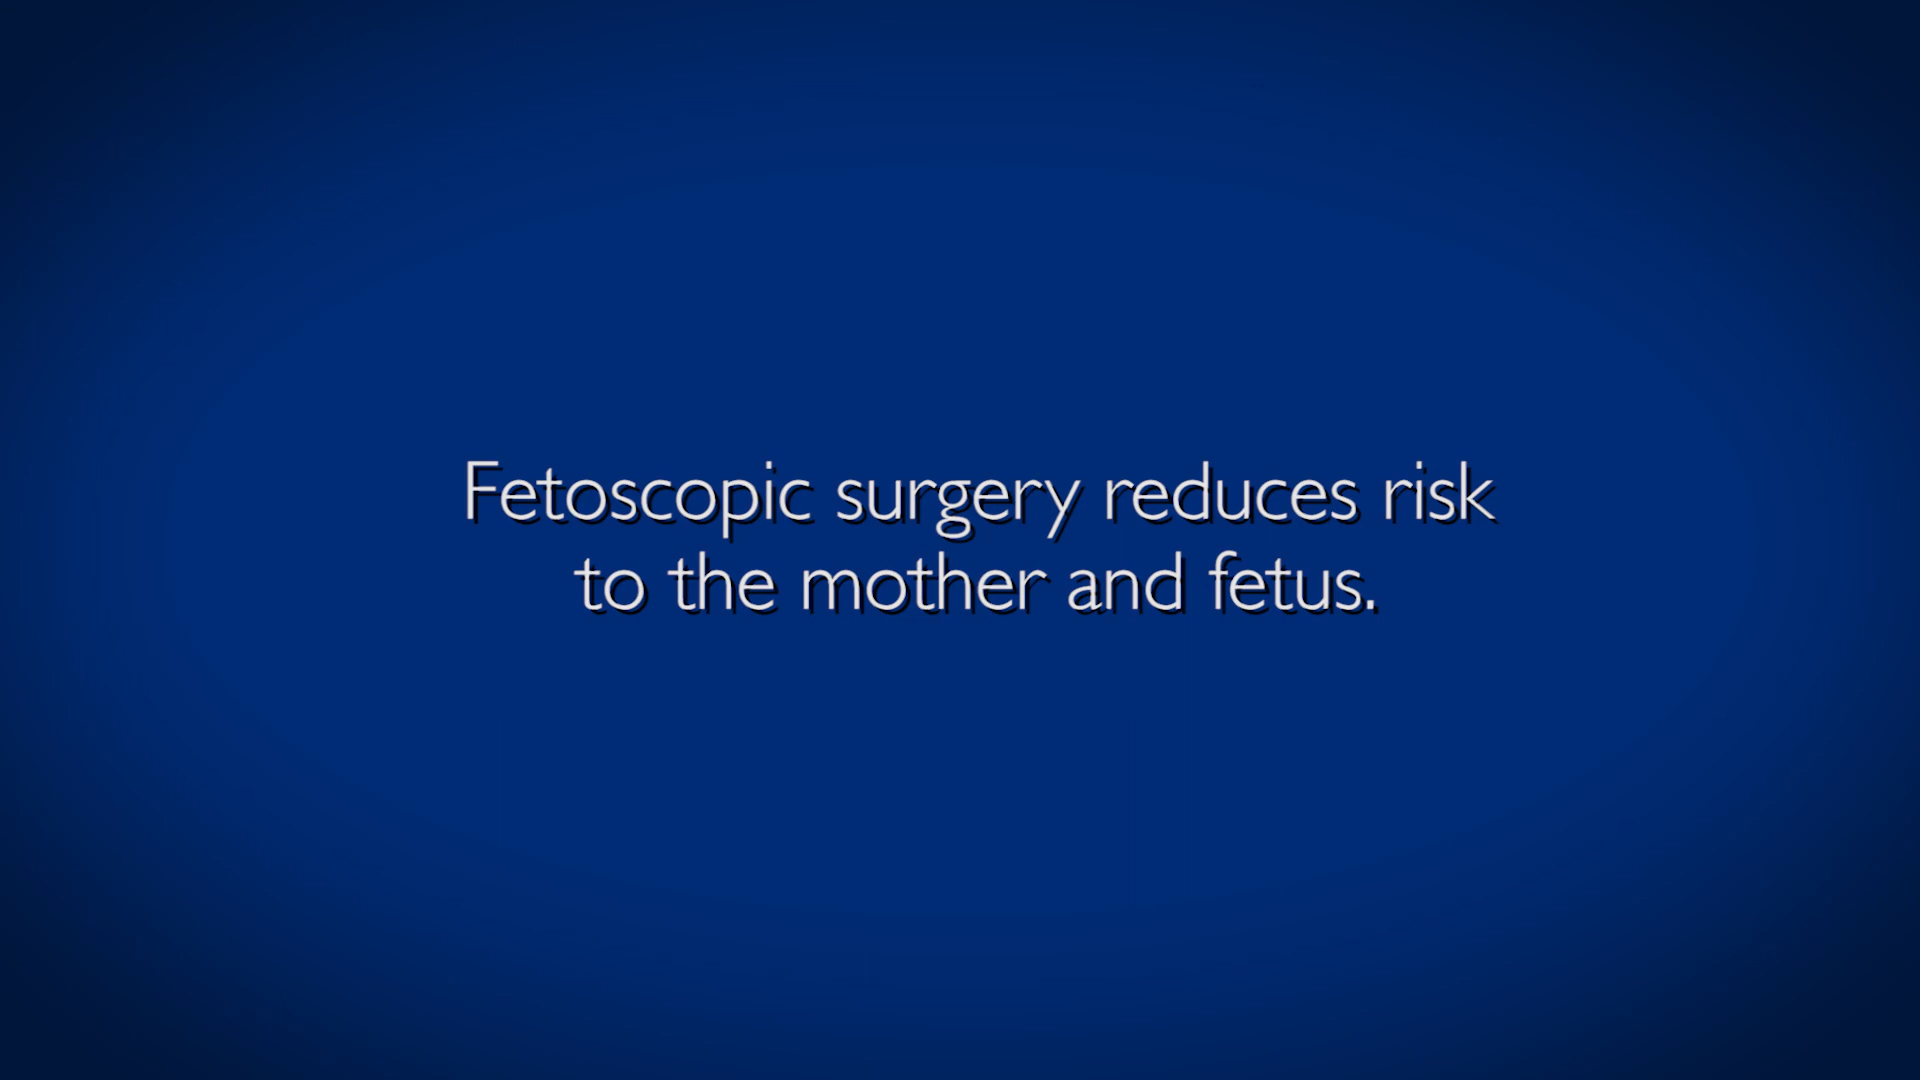 Fetoscopic surgery reduces risk
to the mother and fetus.